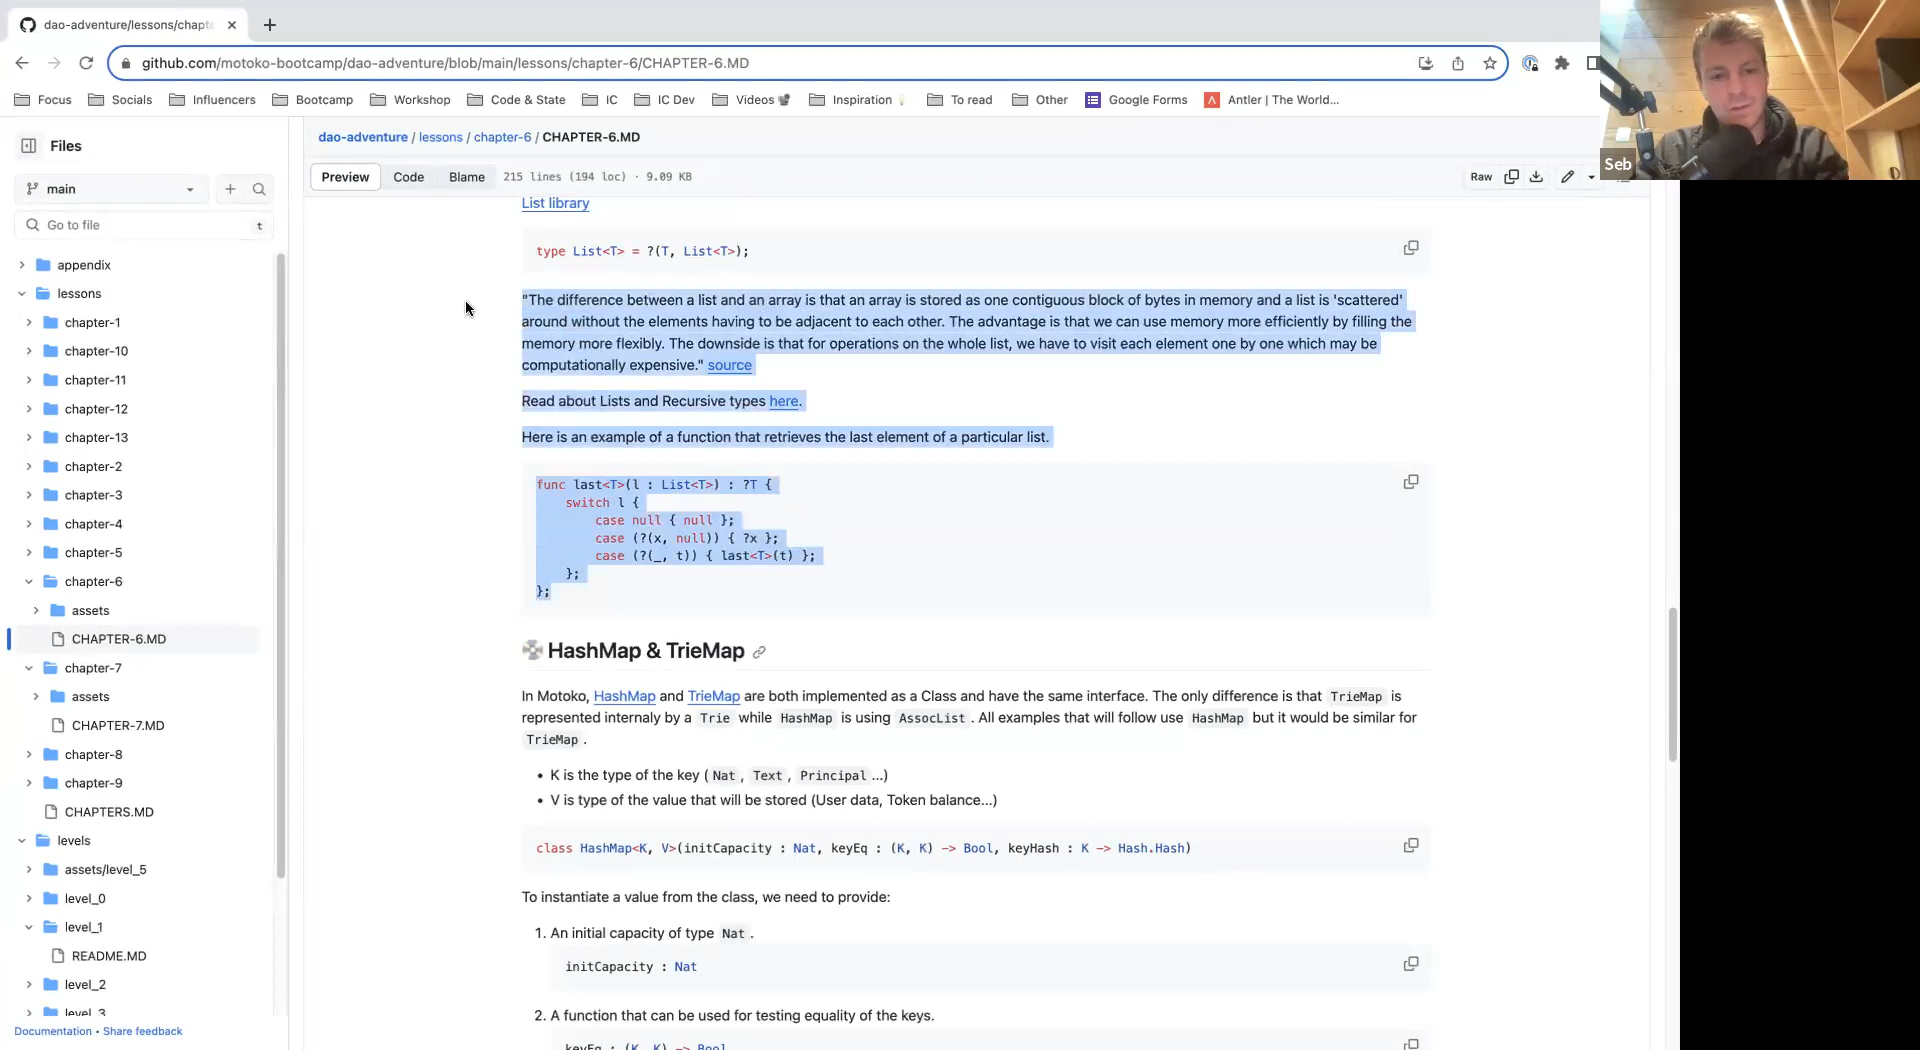 dao-adventure/lessons/chapt
github.com/motoko-bootcamp/dao-adventure/blob/main/lessons/chapter-6/CHAPTER-6.MD
Focus
Socials
Influencers
Bootcamp
Workshop
Code & State
IC
IC Dev
Videos
Inspiration
To read
Other
Google Forms
Antler | The World...
Seb
Files
main
Go to file
t
appendix
lessons
chapter-1
chapter-10
chapter-11
chapter-12
chapter-13
chapter-2
chapter-3
chapter-4
chapter-5
chapter-6
assets
CHAPTER-6.MD
chapter-7
assets
CHAPTER-7.MD
chapter-8
chapter-9
CHAPTERS.MD
levels
assets/level_5
level_0
level_1
README.MD
level_2
level_3
Documentation • Share feedback
dao-adventure / lessons / chapter-6 / CHAPTER-6.MD
Preview
Code
Blame
215 lines (194 loc) · 9.09 KB
Raw
List library
type List<T> = ?(T, List<T>);
"The difference between a list and an array is that an array is stored as one contiguous block of bytes in memory and a list is 'scattered'
around without the elements having to be adjacent to each other. The advantage is that we can use memory more efficiently by filling the
memory more flexibly. The downside is that for operations on the whole list, we have to visit each element one by one which may be
computationally expensive." source
Read about Lists and Recursive types here.
Here is an example of a function that retrieves the last element of a particular list.
func last<T>(l : List<T>) : ?T {
switch l {
case null { null };
case (?(x, null)) { ?x };
case (?(_, t)) { last<T>(t) };
};
};
HashMap & TrieMap
In Motoko, HashMap and TrieMap are both implemented as a Class and have the same interface. The only difference is that TrieMap is
represented internaly by a Trie while HashMap is using AssocList. All examples that will follow use HashMap but it would be similar for
TrieMap.
• K is the type of the key (Nat, Text, Principal...)
• V is type of the value that will be stored (User data, Token balance...)
class HashMap<K, V>(initCapacity : Nat, keyEq : (K, K) -> Bool, keyHash : K -> Hash.Hash)
To instantiate a value from the class, we need to provide:
1. An initial capacity of type Nat.
initCapacity : Nat
2. A function that can be used for testing equality of the keys.
keyEq : (K, K) -> Bool